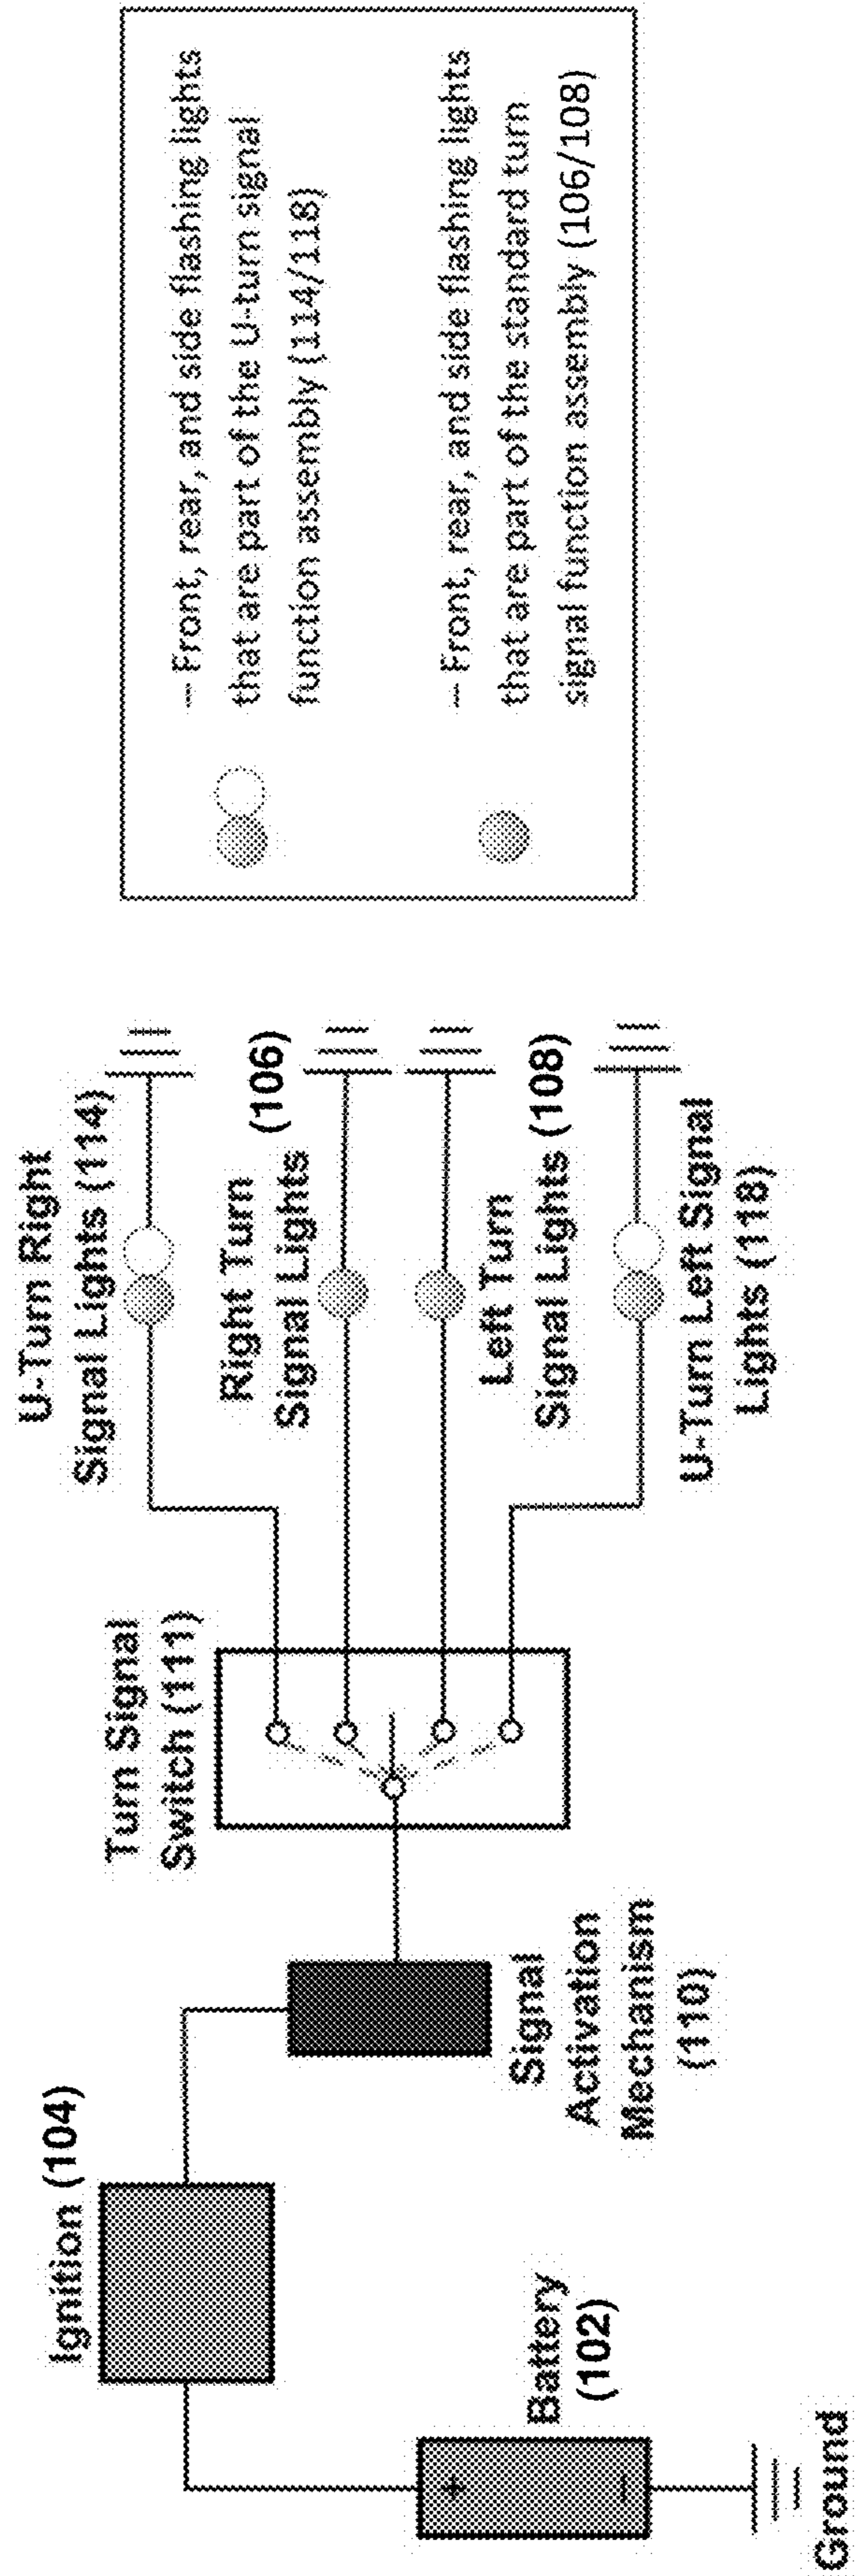 Ignition (104)
Battery
(102)
+
−
Ground
Signal
Activation
Mechanism
(110)
Turn Signal
Switch (111)
U-Turn Right
Signal Lights (114)
Right Turn
Signal Lights
(106)
Left Turn
Signal Lights (108)
U-Turn Left Signal
Lights (118)
– Front, rear, and side flashing lights
that are part of the U-turn signal
function assembly (114/118)
– Front, rear, and side flashing lights
that are part of the standard turn
signal function assembly (106/108)